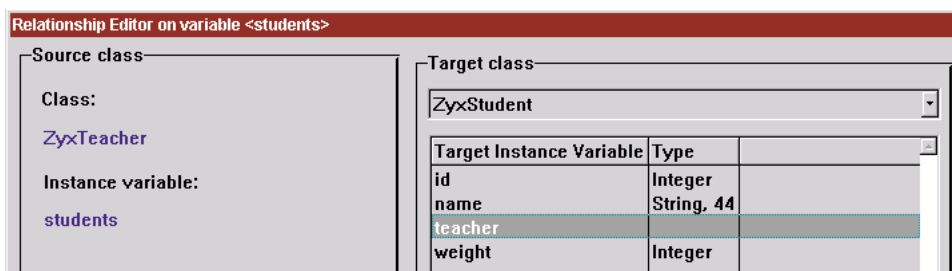 Relationship Editor on variable <students>
Source class
Class:
ZyxTeacher
Instance variable:
students
Target class
ZyxStudent
Target Instance Variable Type
id Integer
name String, 44
teacher
weight Integer